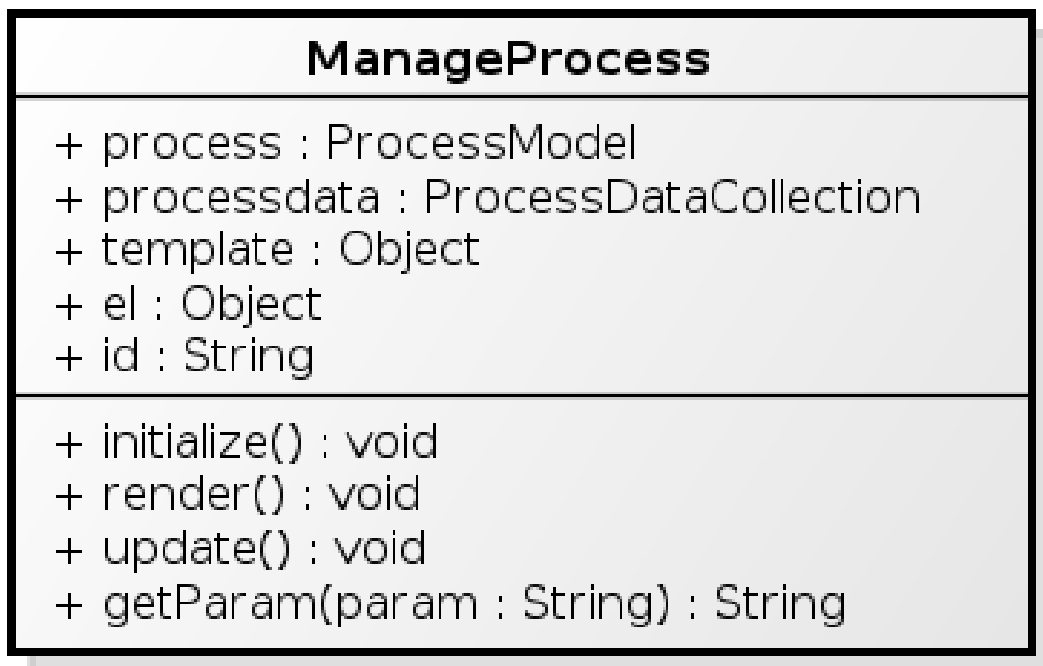 ManageProcess
+ process : ProcessModel
+ processdata : ProcessDataCollection
+ template : Object
+ el : Object
+ id : String
+ initialize() : void
+ render() : void
+ update() : void
+ getParam(param : String) : String